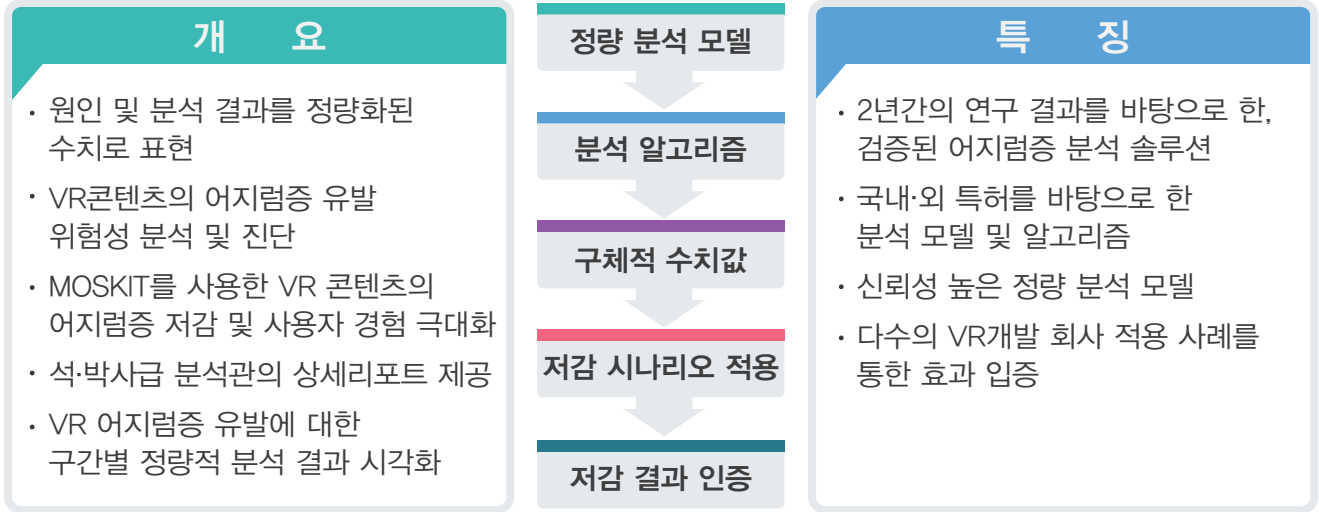 개 요
· 원인 및 분석 결과를 정량화된
수치로 표현
· VR콘텐츠의 어지럼증 유발
위험성 분석 및 진단
· MOSKIT를 사용한 VR 콘텐츠의
어지럼증 저감 및 사용자 경험 극대화
· 석·박사급 분석관의 상세리포트 제공
· VR 어지럼증 유발에 대한
구간별 정량적 분석 결과 시각화
정량 분석 모델
분석 알고리즘
구체적 수치값
저감 시나리오 적용
저감 결과 인증
특 징
· 2년간의 연구 결과를 바탕으로 한,
검증된 어지럼증 분석 솔루션
· 국내·외 특허를 바탕으로 한
분석 모델 및 알고리즘
· 신뢰성 높은 정량 분석 모델
· 다수의 VR개발 회사 적용 사례를
통한 효과 입증